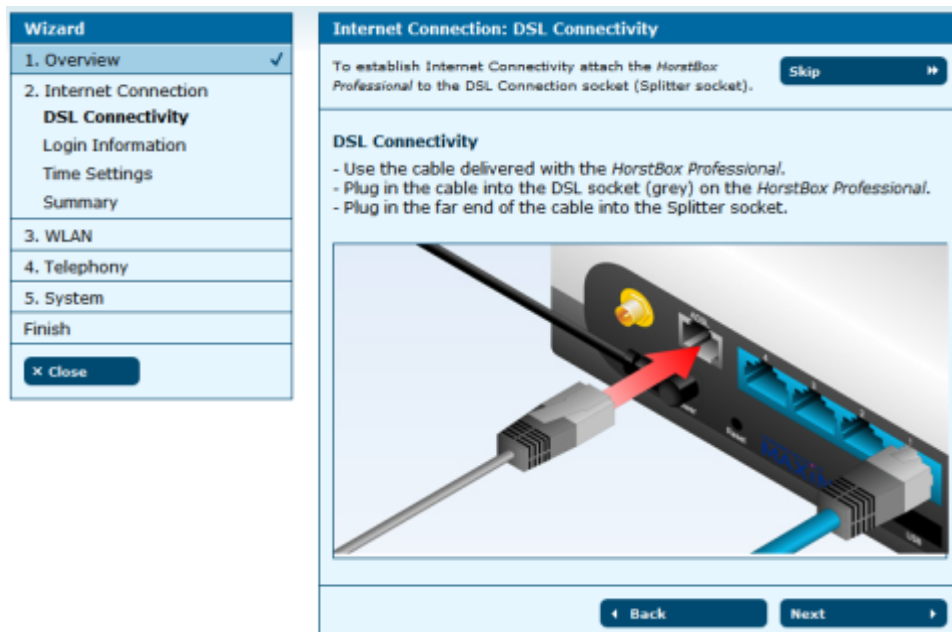 Wizard
1. Overview
2. Internet Connection
DSL Connectivity
Login Information
Time Settings
Summary
3. WLAN
4. Telephony
5. System
Finish
× Close
Internet Connection: DSL Connectivity
To establish Internet Connectivity attach the HorstBox
Professional to the DSL Connection socket (Splitter socket).
Skip
DSL Connectivity
- Use the cable delivered with the HorstBox Professional.
- Plug in the cable into the DSL socket (grey) on the HorstBox Professional.
- Plug in the far end of the cable into the Splitter socket.
ADSL
4
3
2
1
Reset
USB
Back
Next